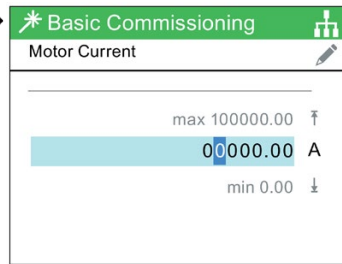 Basic Commissioning
Motor Current
max 100000.00
00000.00 A
min 0.00